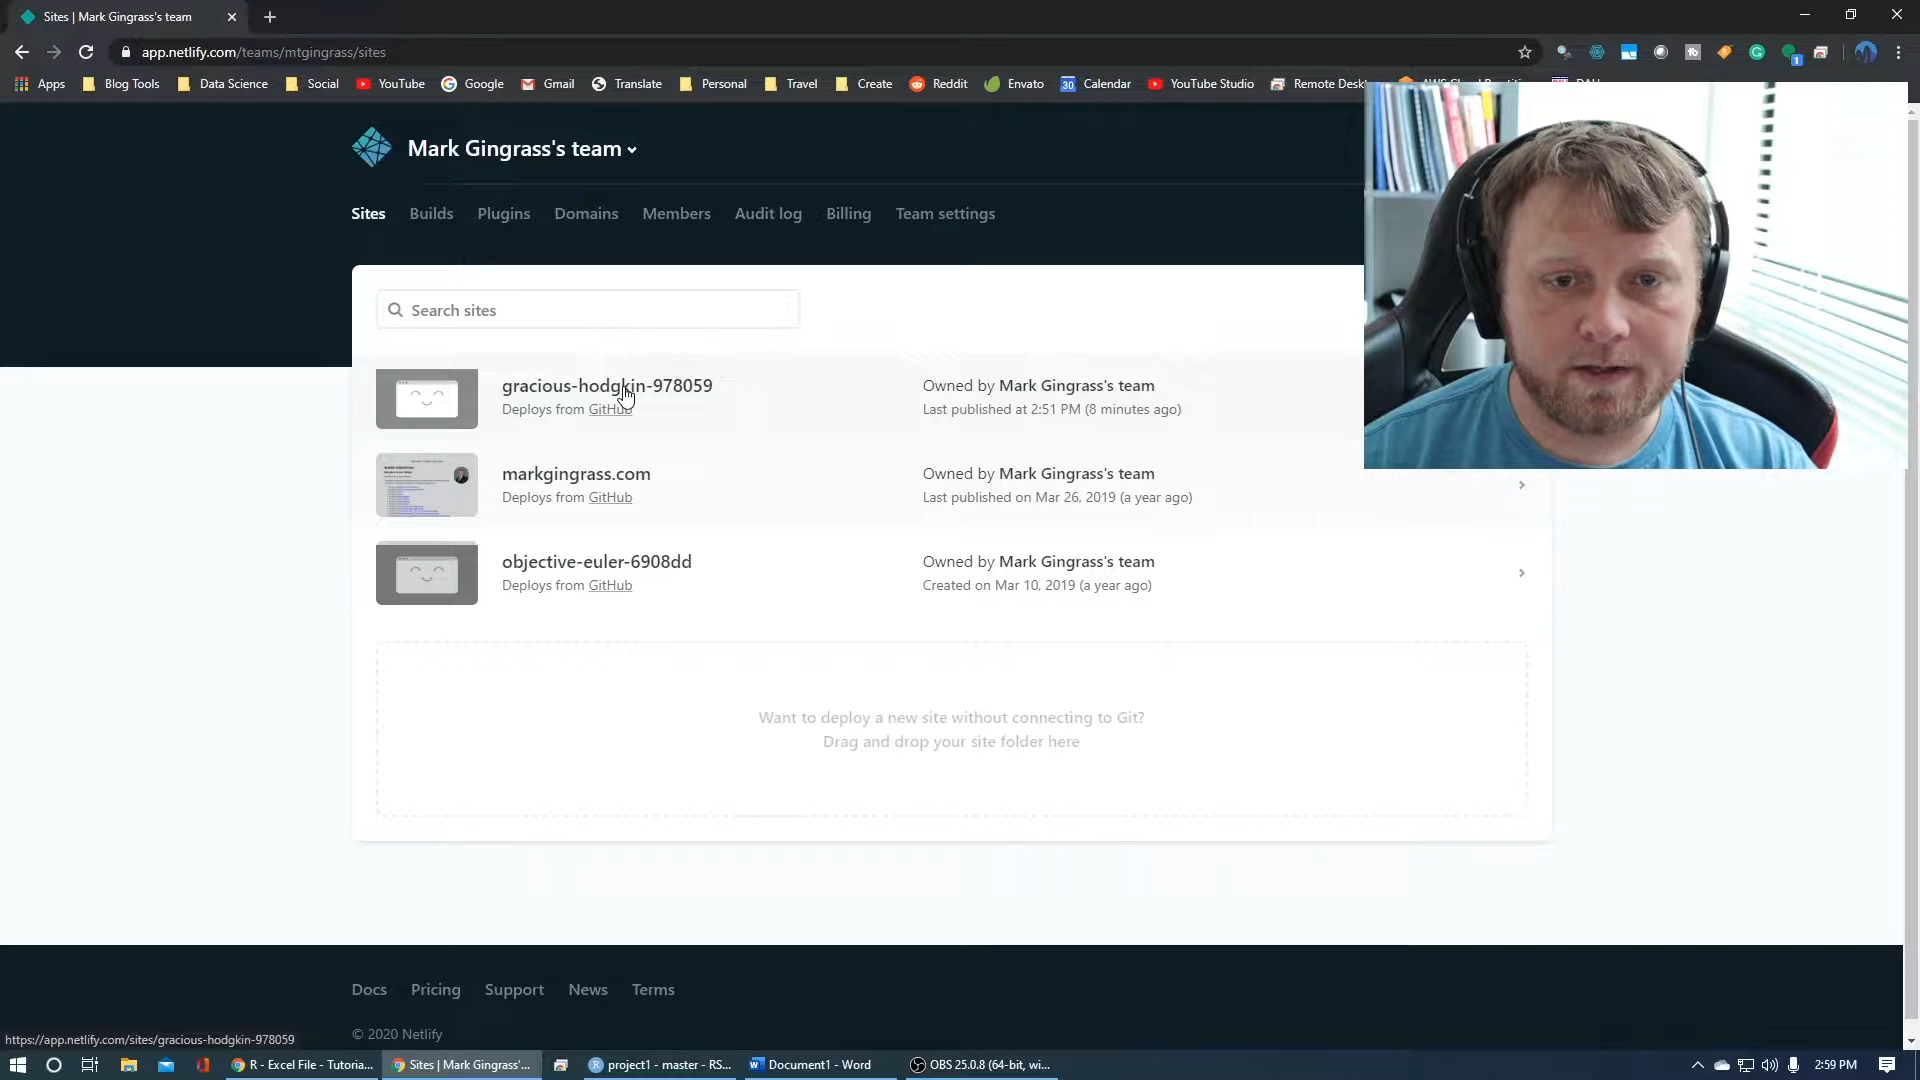 Sites | Mark Gingrass's team
app.netlify.com/teams/mtgingrass/sites
Apps Blog Tools Data Science Social YouTube Google Gmail Translate Personal Travel Create Reddit Envato 30 Calendar YouTube Studio Remote Desk
Mark Gingrass's team
Sites Builds Plugins Domains Members Audit log Billing Team settings
Search sites
gracious-hodgkin-978059
Deploys from GitHub
Owned by Mark Gingrass's team
Last published at 2:51 PM (8 minutes ago)
markgingrass.com
Deploys from GitHub
Owned by Mark Gingrass's team
Last published on Mar 26, 2019 (a year ago)
objective-euler-6908dd
Deploys from GitHub
Owned by Mark Gingrass's team
Created on Mar 10, 2019 (a year ago)
Want to deploy a new site without connecting to Git?
Drag and drop your site folder here
Docs Pricing Support News Terms
© 2020 Netlify
https://app.netlify.com/sites/gracious-hodgkin-978059
R - Excel File - Tutoria... Sites | Mark Gingrass'... project1 - master - RS... Document1 - Word OBS 25.0.8 (64-bit, wi... 2:59 PM